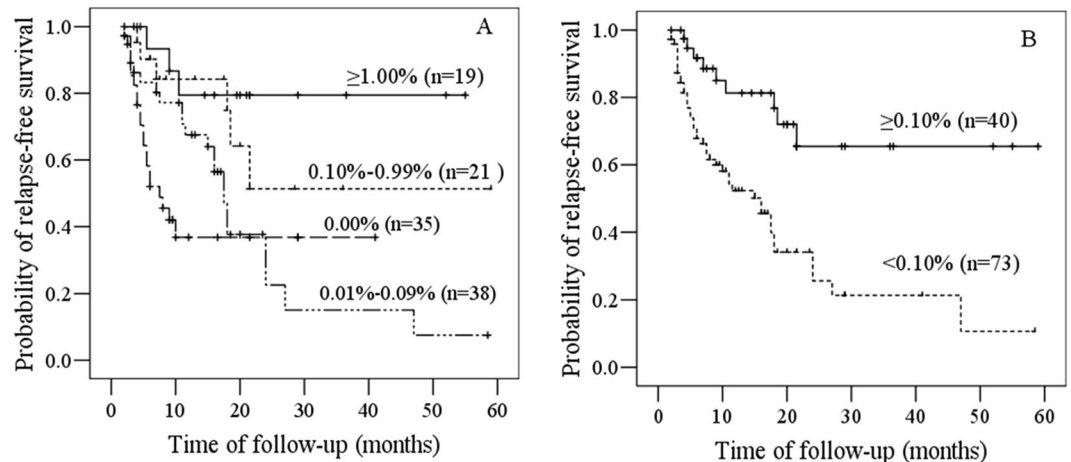 A
Probability of relapse-free survival
1.0
0.8
0.6
0.4
0.2
0.0
≥1.00% (n=19)
0.10%-0.99% (n=21 )
0.00% (n=35)
0.01%-0.09% (n=38)
0 10 20 30 40 50 60
Time of follow-up (months)
B
Probability of relapse-free survival
1.0
0.8
0.6
0.4
0.2
0.0
≥0.10% (n=40)
<0.10% (n=73)
0 10 20 30 40 50 60
Time of follow-up (months)